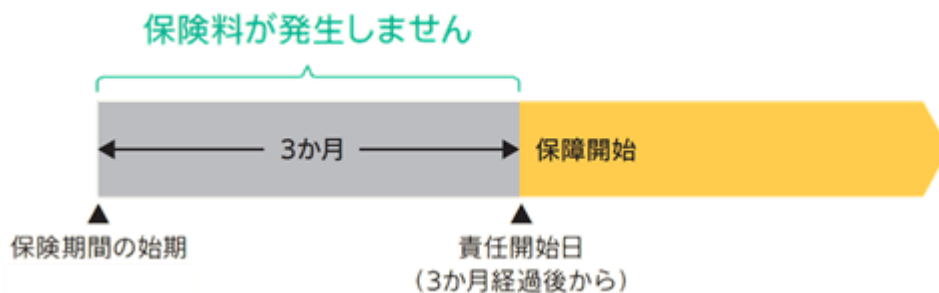 保険料が発生しません
3か月
保障開始
保険期間の始期
責任開始日
(3か月経過後から)